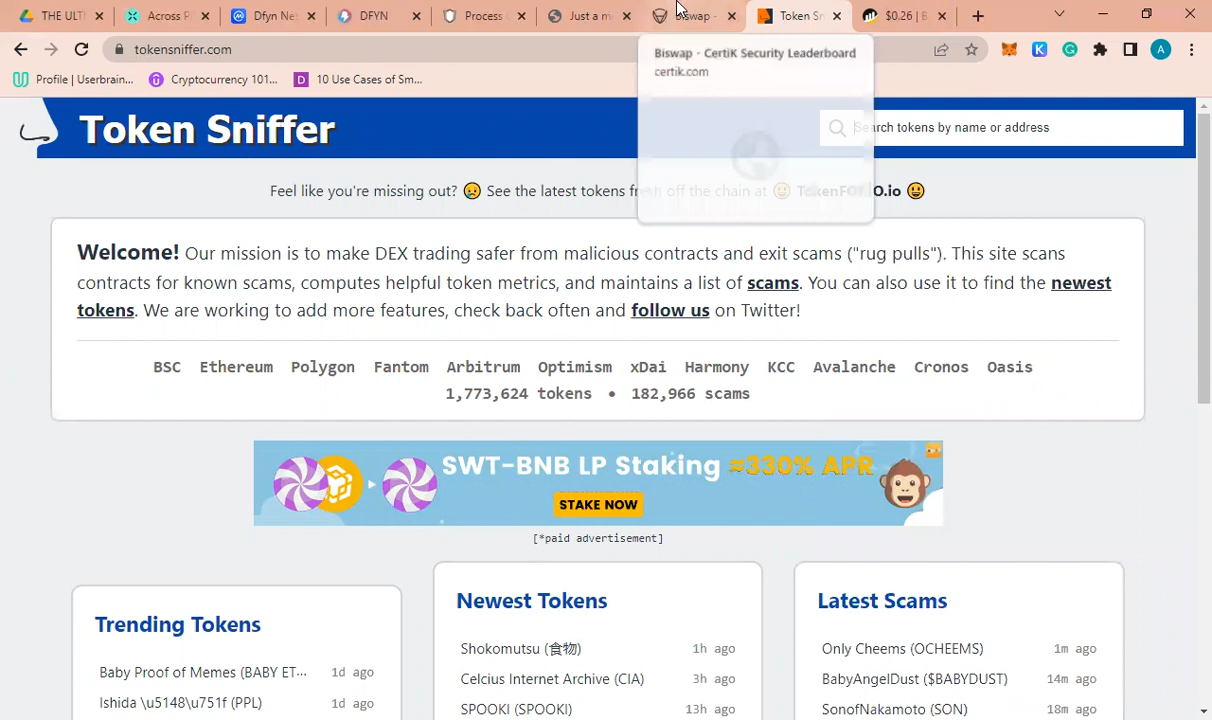 THE ULTI
Across P
Dfyn Ne
DFYN
Process
Just a m
Biswap -
Token Sn
$0.26 | B
tokensniffer.com
Profile | Userbrain...
Cryptocurrency 101...
10 Use Cases of Sm...
A
Biswap - CertiK Security Leaderboard
certik.com
Token Sniffer
Search tokens by name or address
Feel like you're missing out? 😥 See the latest tokens fresh off the chain at 🙂 TokenFOMO.io 😀
Welcome! Our mission is to make DEX trading safer from malicious contracts and exit scams ("rug pulls"). This site scans
contracts for known scams, computes helpful token metrics, and maintains a list of scams. You can also use it to find the newest
tokens. We are working to add more features, check back often and follow us on Twitter!
BSC Ethereum Polygon Fantom Arbitrum Optimism xDai Harmony KCC Avalanche Cronos Oasis
1,773,624 tokens • 182,966 scams
SWT-BNB LP Staking ≈330% APR
STAKE NOW
[*paid advertisement]
Trending Tokens
Baby Proof of Memes (BABY ET... 1d ago
Ishida \u5148\u751f (PPL) 1d ago
Newest Tokens
Shokomutsu (食物) 1h ago
Celcius Internet Archive (CIA) 3h ago
SPOOKI (SPOOKI) 13h ago
Latest Scams
Only Cheems (OCHEEMS) 1m ago
BabyAngelDust ($BABYDUST) 14m ago
SonofNakamoto (SON) 18m ago